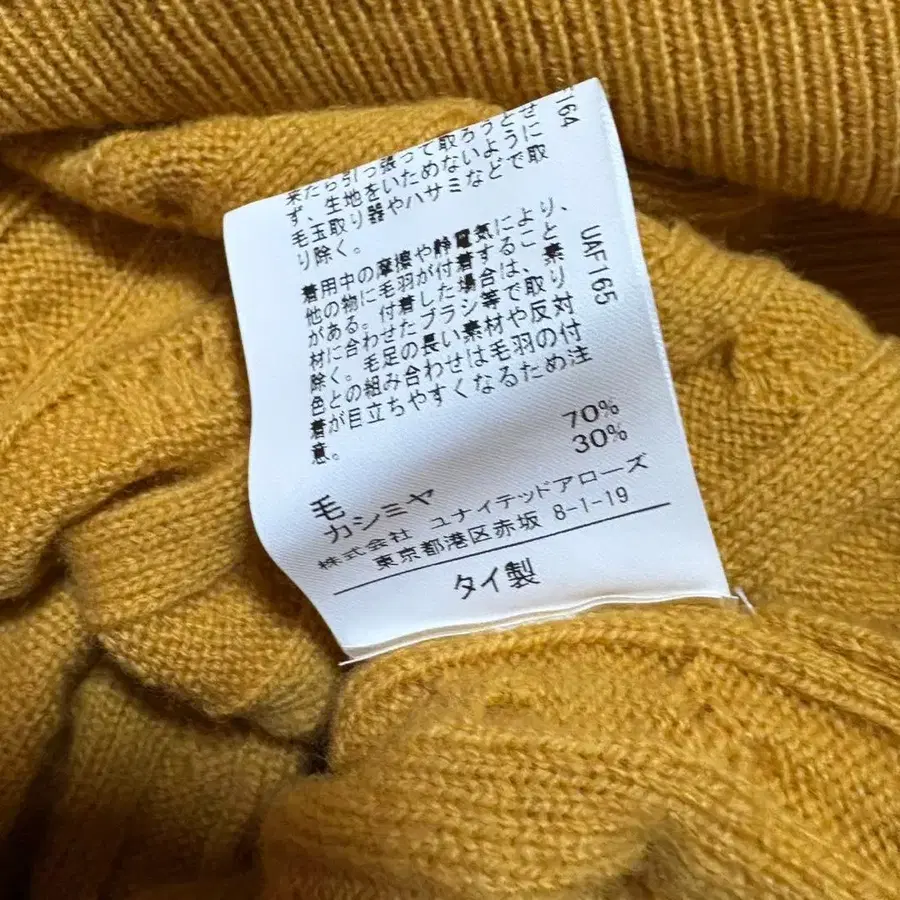 来たら引っ張って取ろうとせ
ず、生地をいためないように
毛玉取り器やハサミなどで取
り除く。
着用中の摩擦や静電気により、
他の物に毛羽が付着すること
がある。付着した場合は、素
材に合わせたブラシ等で取り
除く。毛足の長い素材や反対
色との組み合わせは毛羽の付
着が目立ちやすくなるため注
意。
F164
UAF165
毛 70%
カシミヤ 30%
株式会社 ユナイテッドアローズ
東京都港区赤坂 8-1-19
タイ製